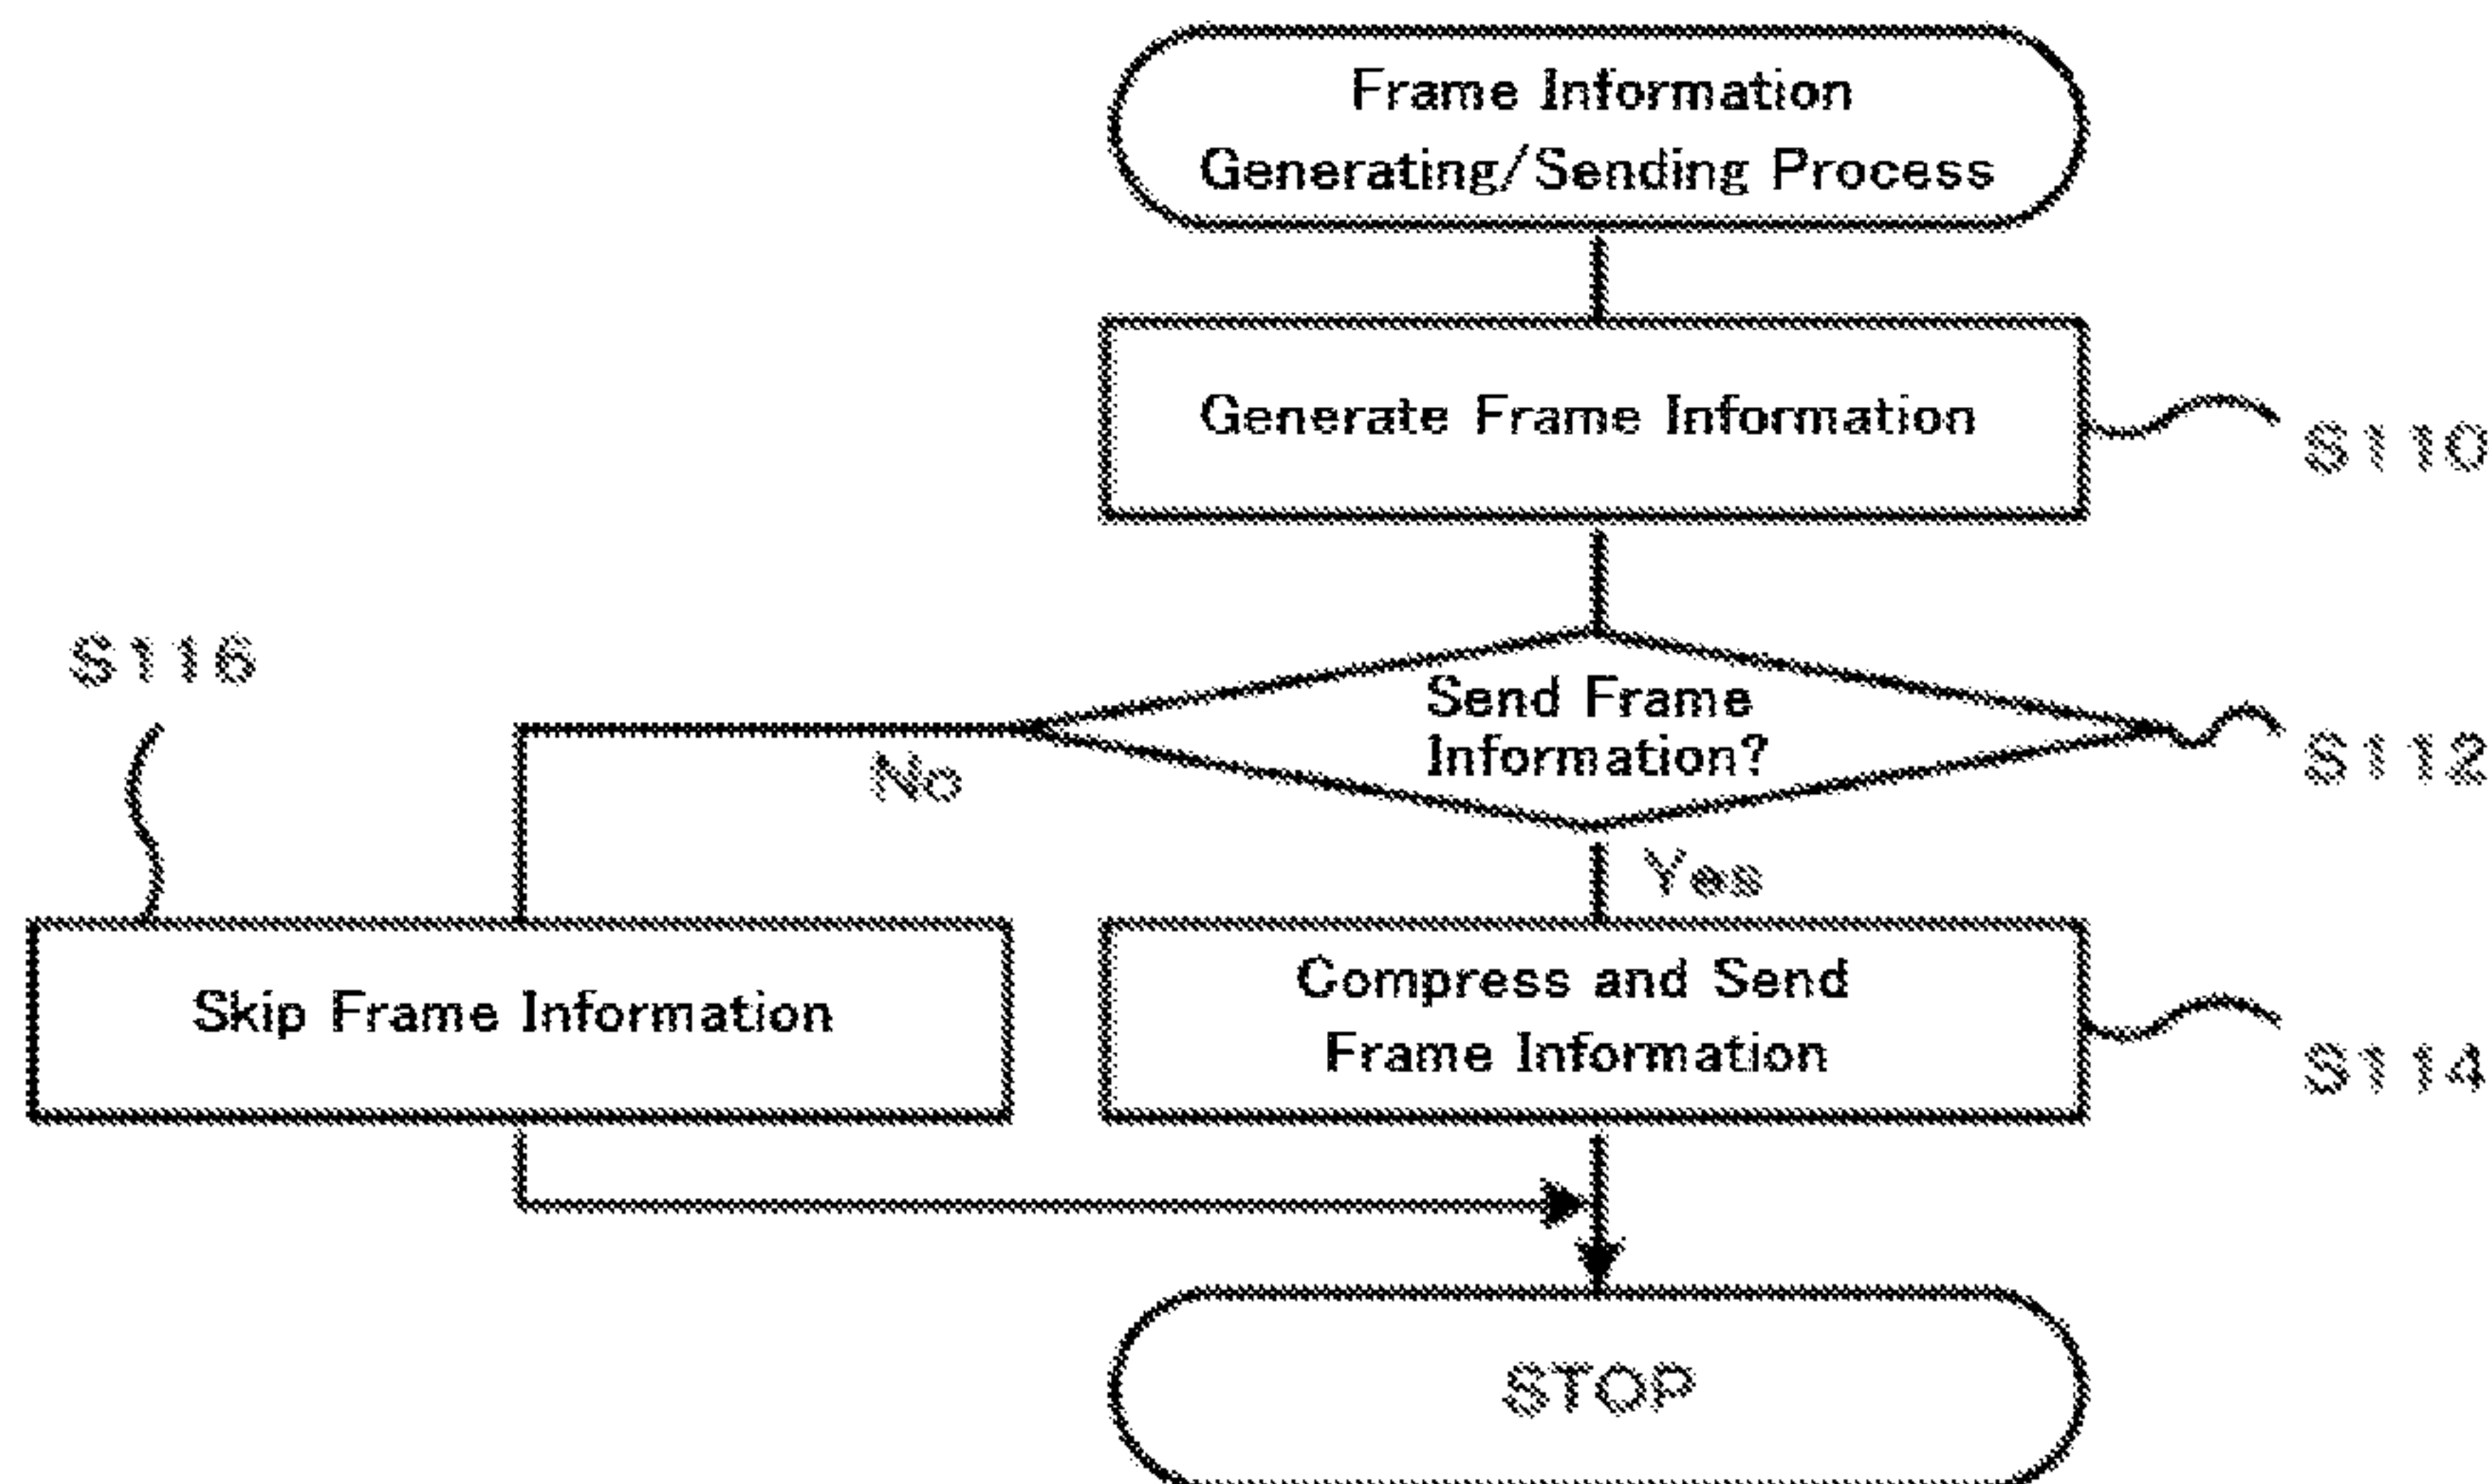 Frame Information
Generating/Sending Process
Generate Frame Information
S110
S116
Send Frame
Information?
S112
No
Yes
Skip Frame Information
Compress and Send
Frame Information
S114
STOP